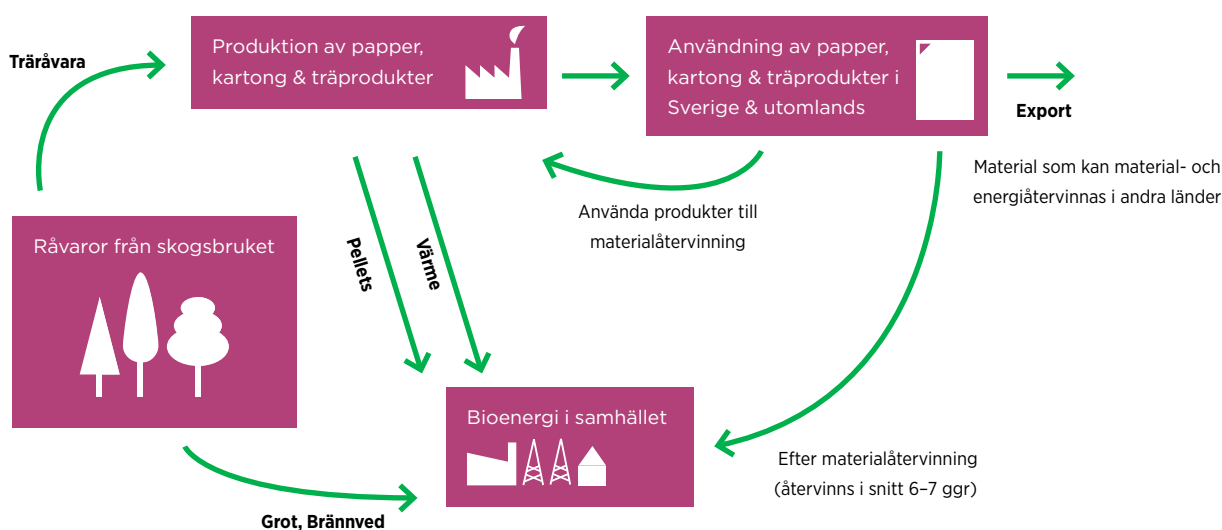 Träråvara
Produktion av papper,
kartong & träprodukter
Användning av papper,
kartong & träprodukter i
Sverige & utomlands
Export
Material som kan material- och
energiåtervinnas i andra länder
Använda produkter till
materialåtervinning
Råvaror från skogsbruket
Pellets
Värme
Bioenergi i samhället
Efter materialåtervinning
(återvinns i snitt 6–7 ggr)
Grot, Brännved